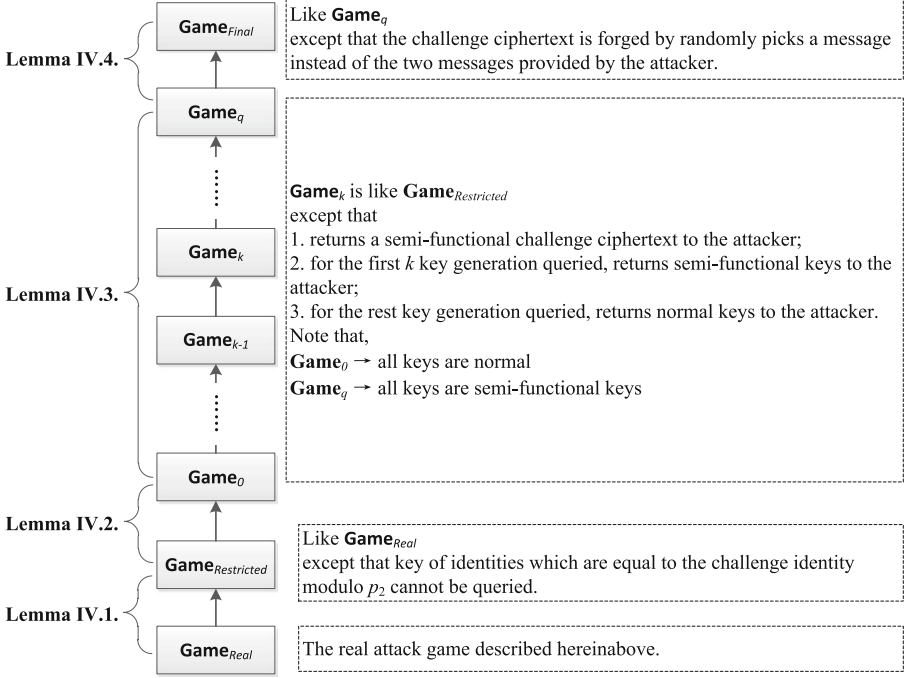 Game_Final
Like Game_q
except that the challenge ciphertext is forged by randomly picks a message
instead of the two messages provided by the attacker.
Lemma IV.4.
Game_q
Game_k is like Game_Restricted
except that
1. returns a semi-functional challenge ciphertext to the attacker;
2. for the first k key generation queried, returns semi-functional keys to the
attacker;
3. for the rest key generation queried, returns normal keys to the attacker.
Note that,
Game_0 → all keys are normal
Game_q → all keys are semi-functional keys
Game_k
Lemma IV.3.
Game_k-1
Game_0
Lemma IV.2.
Like Game_Real
except that key of identities which are equal to the challenge identity
modulo p_2 cannot be queried.
Game_Restricted
Lemma IV.1.
Game_Real
The real attack game described hereinabove.